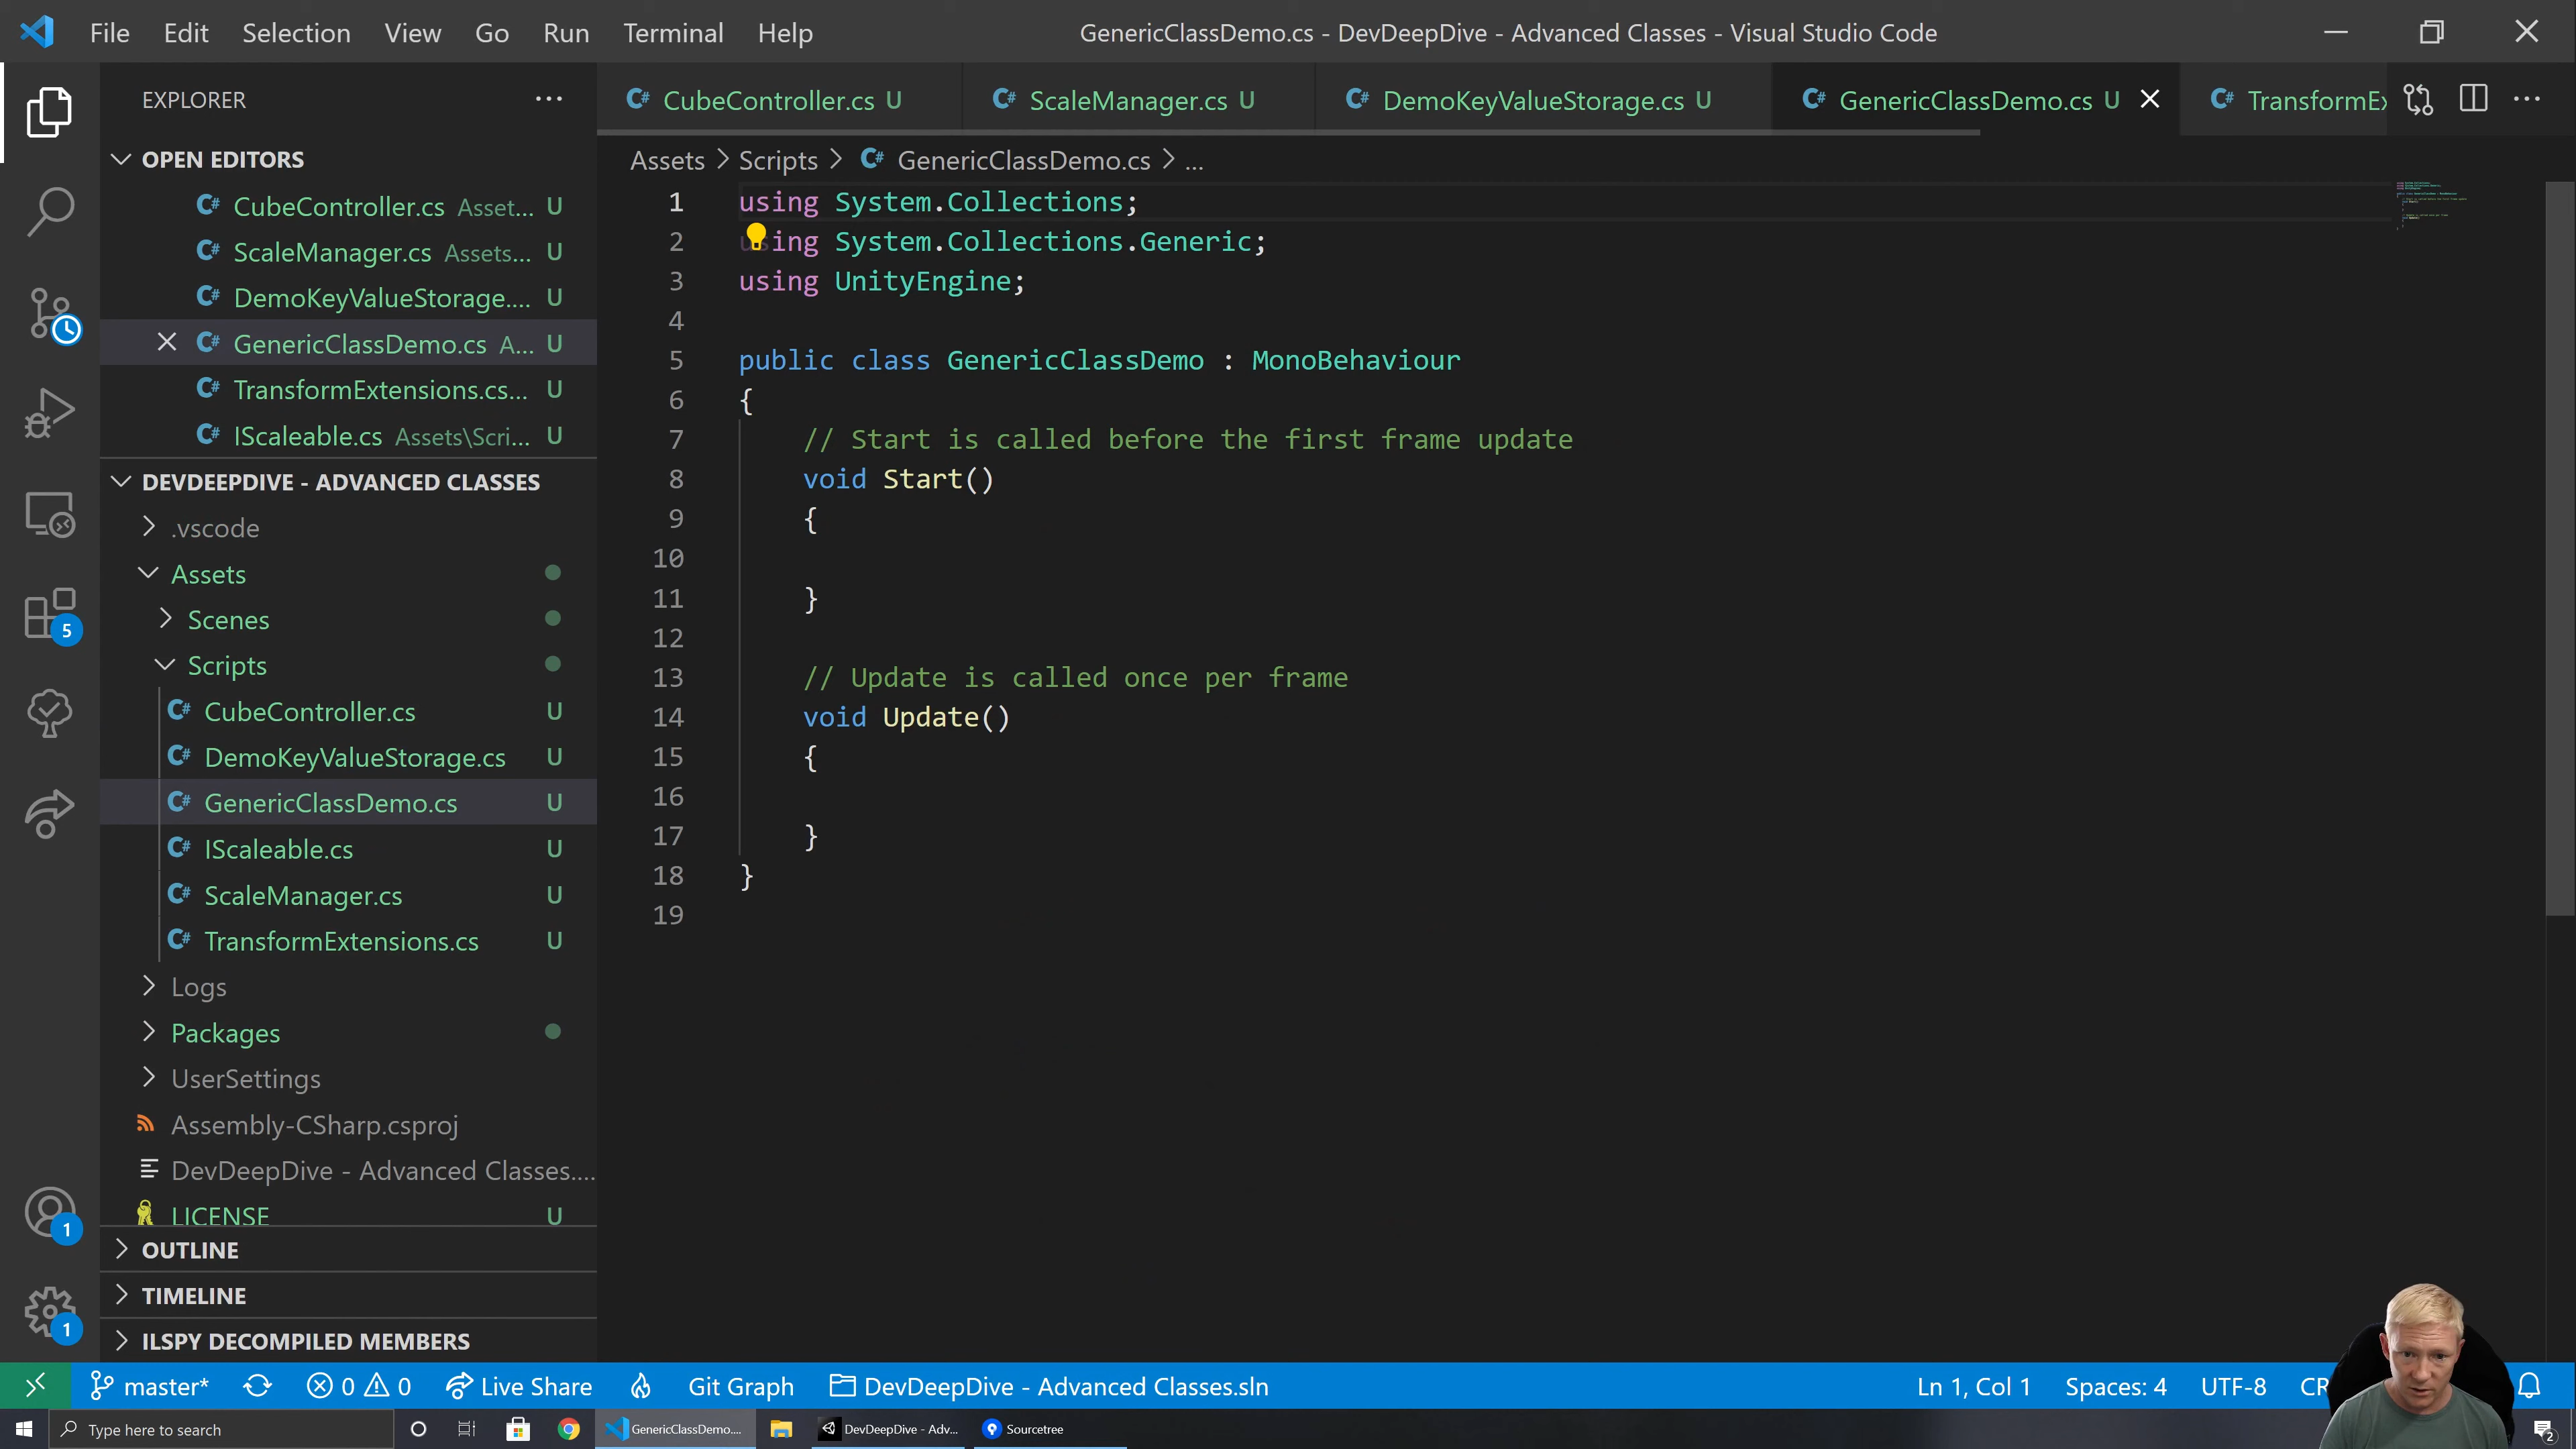 File Edit Selection View Go Run Terminal Help
GenericClassDemo.cs - DevDeepDive - Advanced Classes - Visual Studio Code
EXPLORER
OPEN EDITORS
CubeController.cs Asset... U
ScaleManager.cs Assets... U
DemoKeyValueStorage.... U
GenericClassDemo.cs A... U
TransformExtensions.cs... U
IScaleable.cs Assets\Scri... U
DEVDEEPDIVE - ADVANCED CLASSES
.vscode
Assets
Scenes
Scripts
CubeController.cs U
DemoKeyValueStorage.cs U
GenericClassDemo.cs U
IScaleable.cs U
ScaleManager.cs U
TransformExtensions.cs U
Logs
Packages
UserSettings
Assembly-CSharp.csproj
DevDeepDive - Advanced Classes....
LICENSE U
OUTLINE
TIMELINE
ILSPY DECOMPILED MEMBERS
5
1
1
CubeController.cs U ScaleManager.cs U DemoKeyValueStorage.cs U GenericClassDemo.cs U TransformEx
Assets > Scripts > GenericClassDemo.cs > ...
1 using System.Collections;
2 using System.Collections.Generic;
3 using UnityEngine;
4
5 public class GenericClassDemo : MonoBehaviour
6 {
7 // Start is called before the first frame update
8 void Start()
9 {
10
11 }
12
13 // Update is called once per frame
14 void Update()
15 {
16
17 }
18 }
19
master* 0 0 Live Share Git Graph DevDeepDive - Advanced Classes.sln Ln 1, Col 1 Spaces: 4 UTF-8 CR
Type here to search GenericClassDemo.... DevDeepDive - Adv... Sourcetree 2